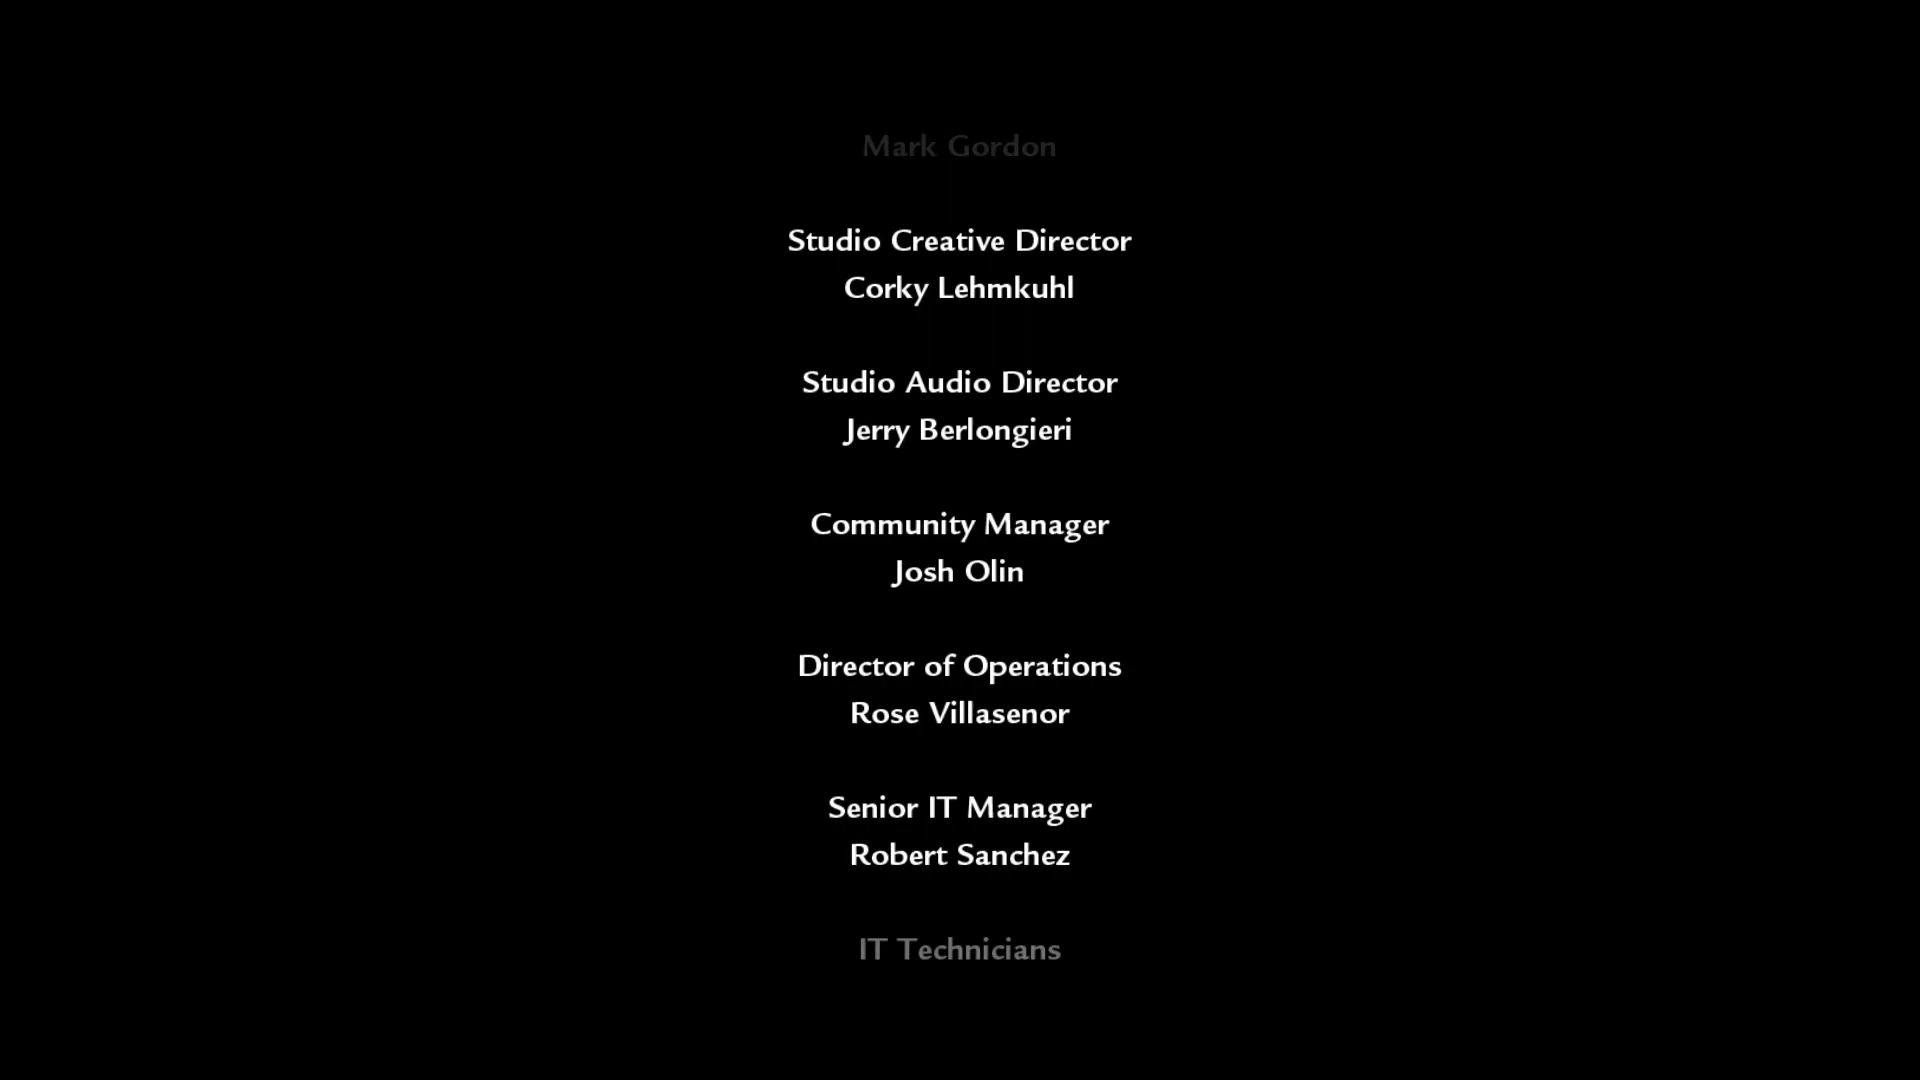 Mark Gordon
Studio Creative Director
Corky Lehmkuhl
Studio Audio Director
Jerry Berlongieri
Community Manager
Josh Olin
Director of Operations
Rose Villasenor
Senior IT Manager
Robert Sanchez
IT Technicians